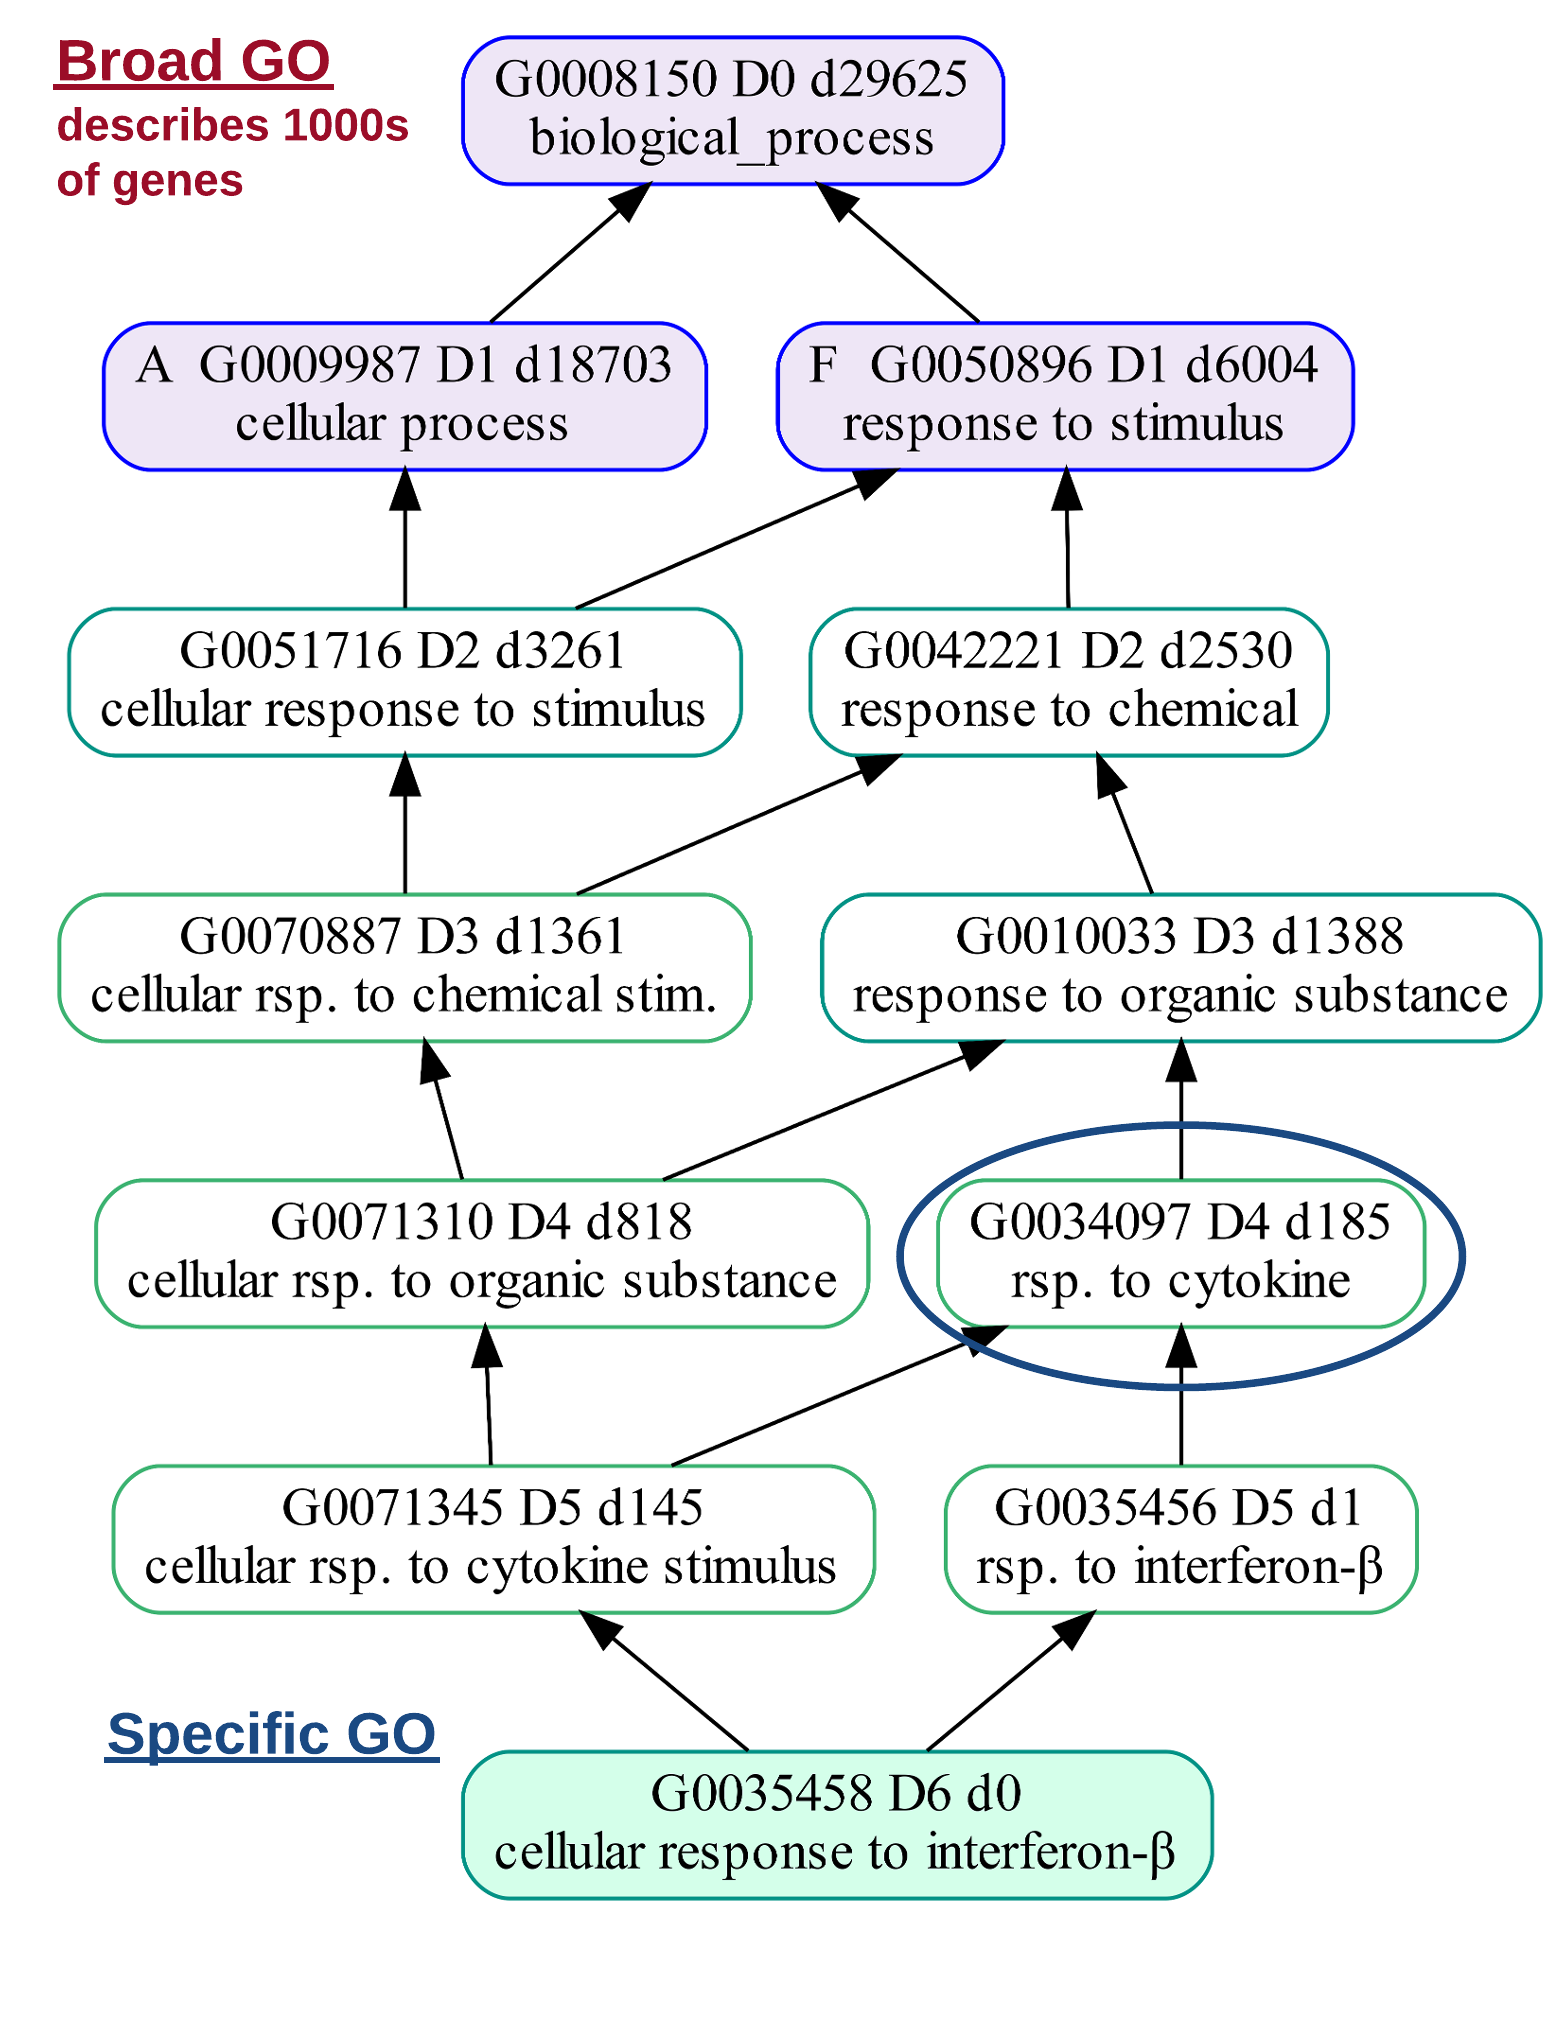 Broad GO
describes 1000s
of genes
G0008150 D0 d29625
biological_process
A  G0009987 D1 d18703
cellular process
F  G0050896 D1 d6004
response to stimulus
G0051716 D2 d3261
cellular response to stimulus
G0042221 D2 d2530
response to chemical
G0070887 D3 d1361
cellular rsp. to chemical stim.
G0010033 D3 d1388
response to organic substance
G0071310 D4 d818
cellular rsp. to organic substance
G0034097 D4 d185
rsp. to cytokine
G0071345 D5 d145
cellular rsp. to cytokine stimulus
G0035456 D5 d1
rsp. to interferon-β
Specific GO
G0035458 D6 d0
cellular response to interferon-β